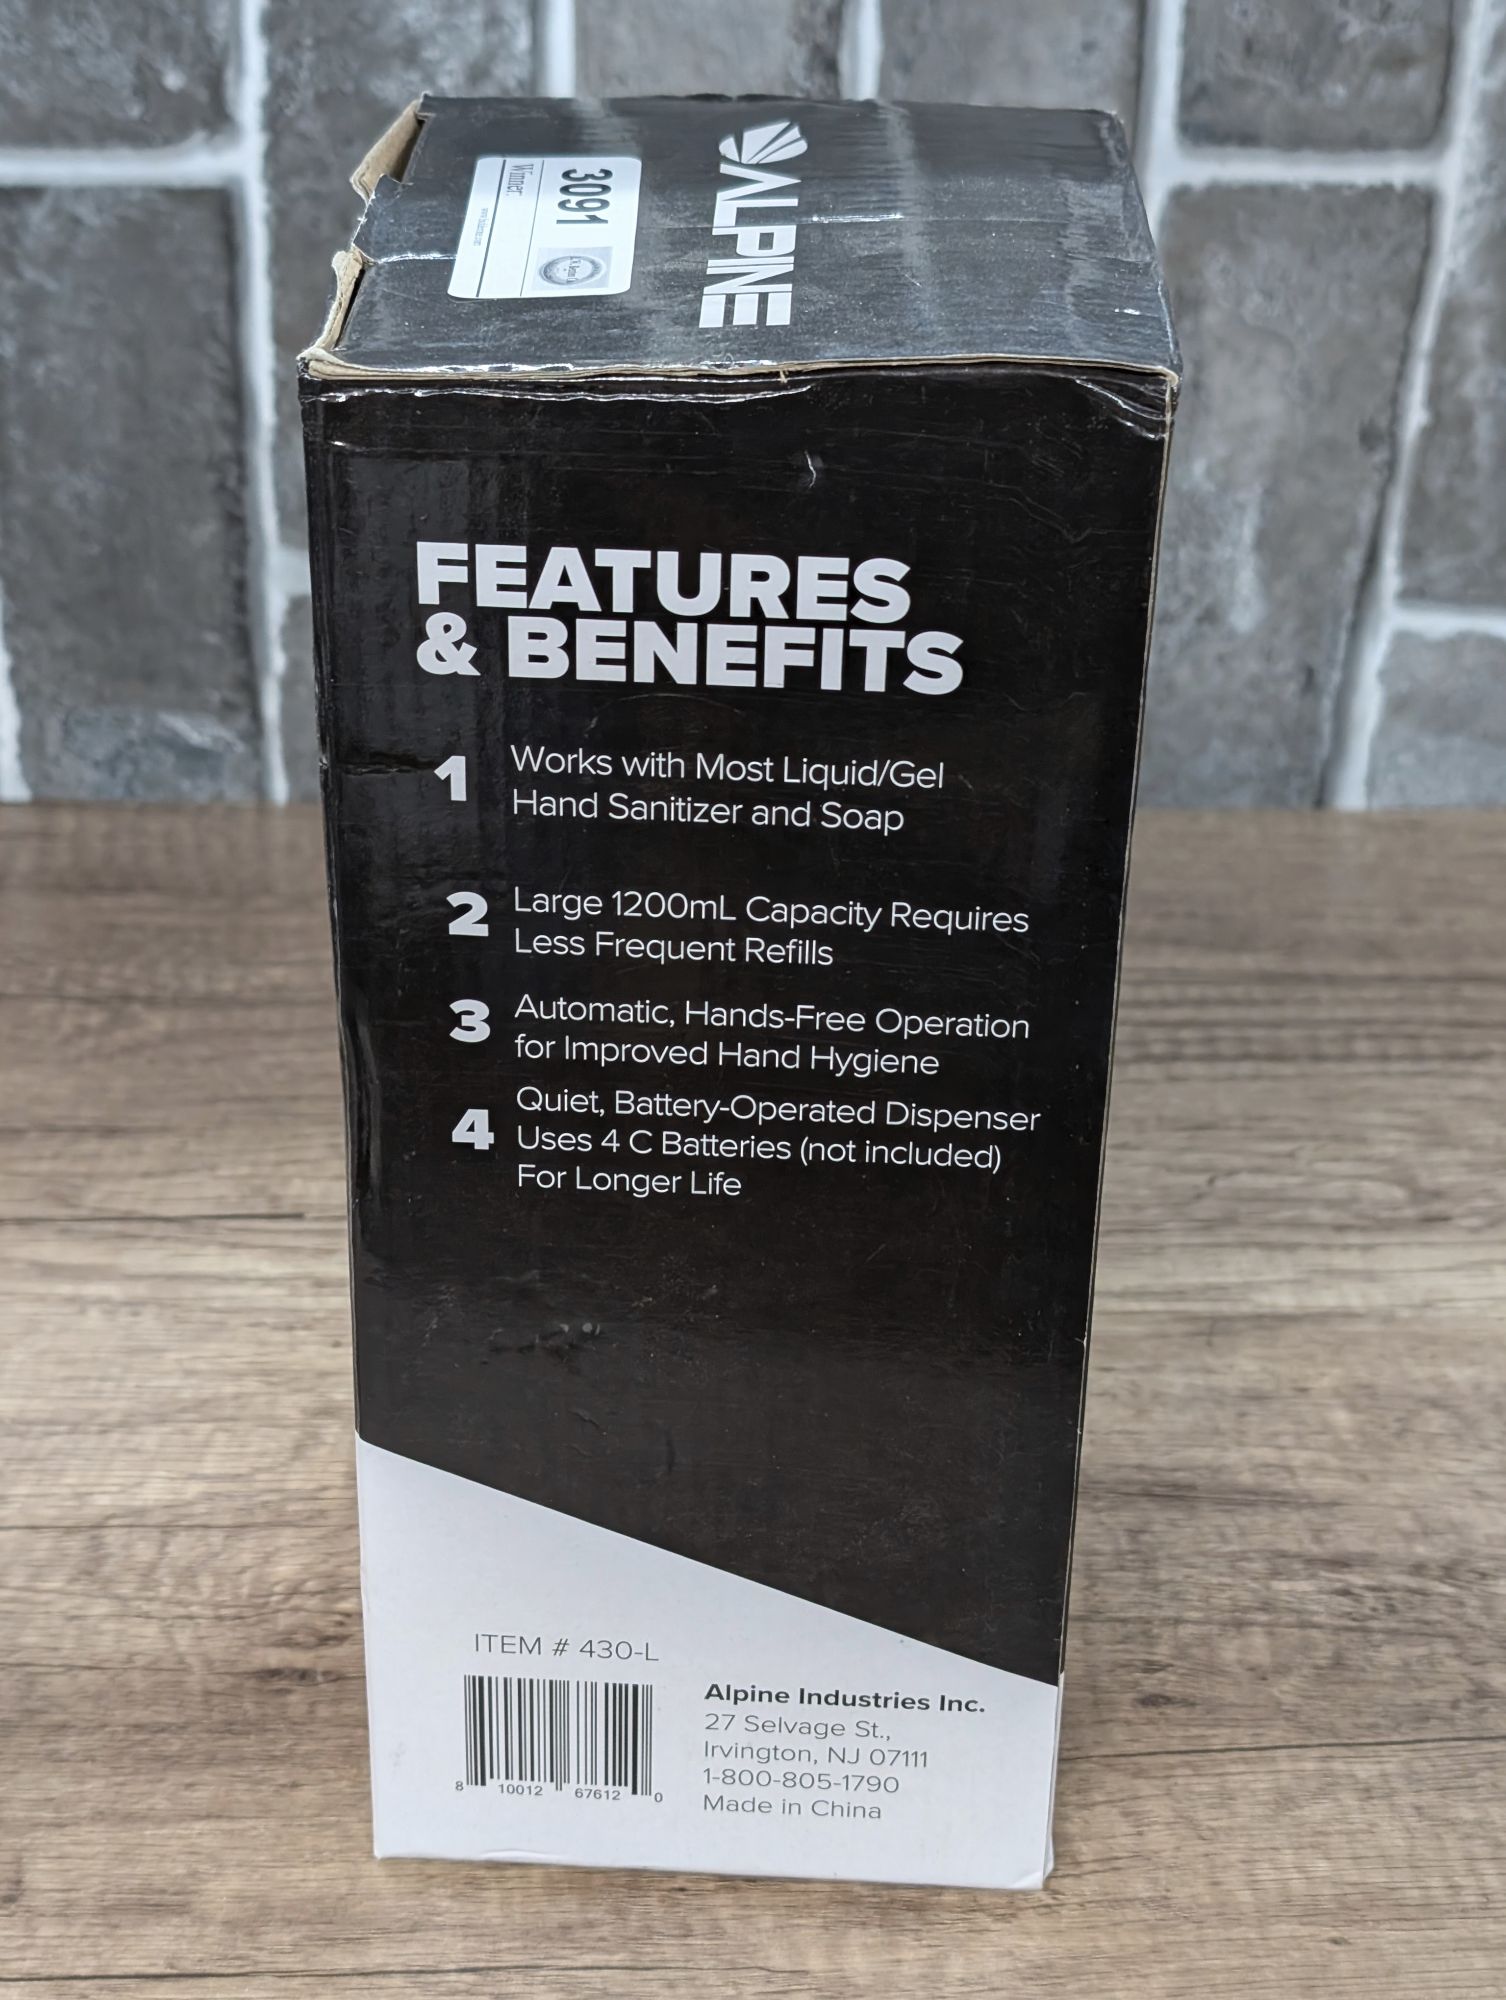 ALPINE
3091
Winner:
FEATURES
& BENEFITS
1 Works with Most Liquid/Gel
Hand Sanitizer and Soap
2 Large 1200mL Capacity Requires
Less Frequent Refills
3 Automatic, Hands-Free Operation
for Improved Hand Hygiene
4 Quiet, Battery-Operated Dispenser
Uses 4 C Batteries (not included)
For Longer Life
ITEM # 430-L
8 10012 67612 0
Alpine Industries Inc.
27 Selvage St.,
Irvington, NJ 07111
1-800-805-1790
Made in China